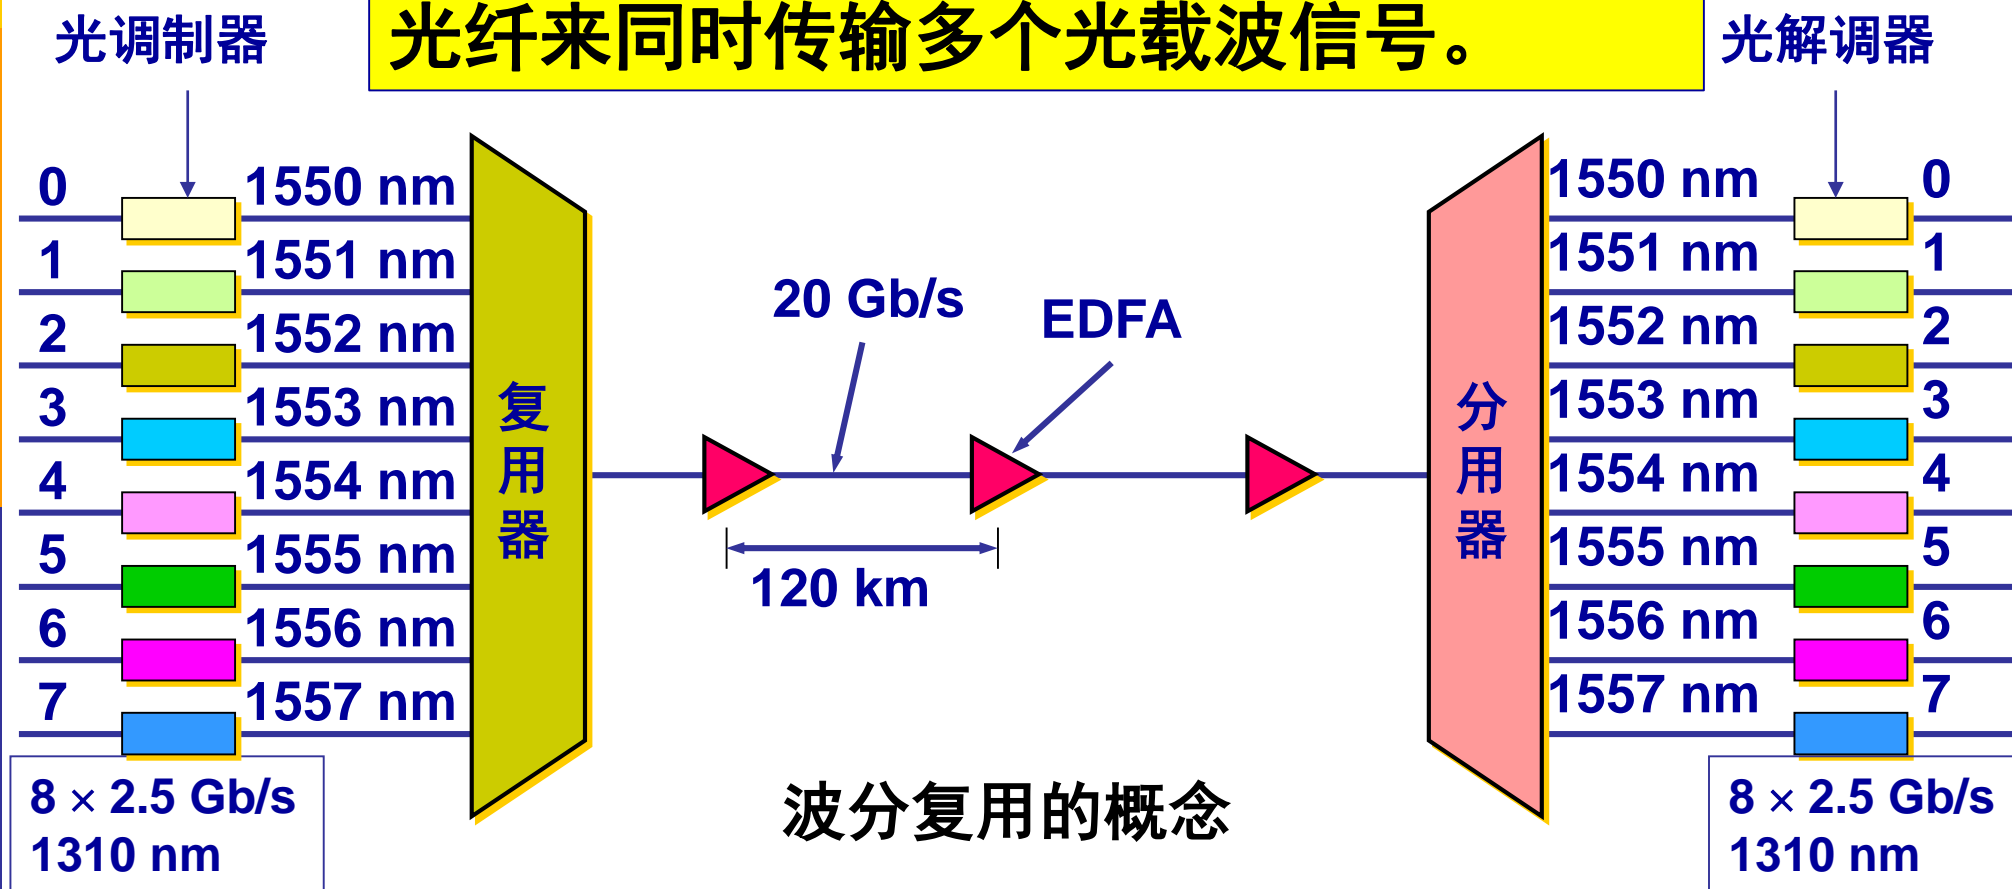 光纤来同时传输多个光载波信号。
光调制器
光解调器
0 1550 nm
1 1551 nm
2 1552 nm
3 1553 nm
4 1554 nm
5 1555 nm
6 1556 nm
7 1557 nm
8 × 2.5 Gb/s
1310 nm
复用器
20 Gb/s
EDFA
120 km
分用器
1550 nm 0
1551 nm 1
1552 nm 2
1553 nm 3
1554 nm 4
1555 nm 5
1556 nm 6
1557 nm 7
8 × 2.5 Gb/s
1310 nm
波分复用的概念